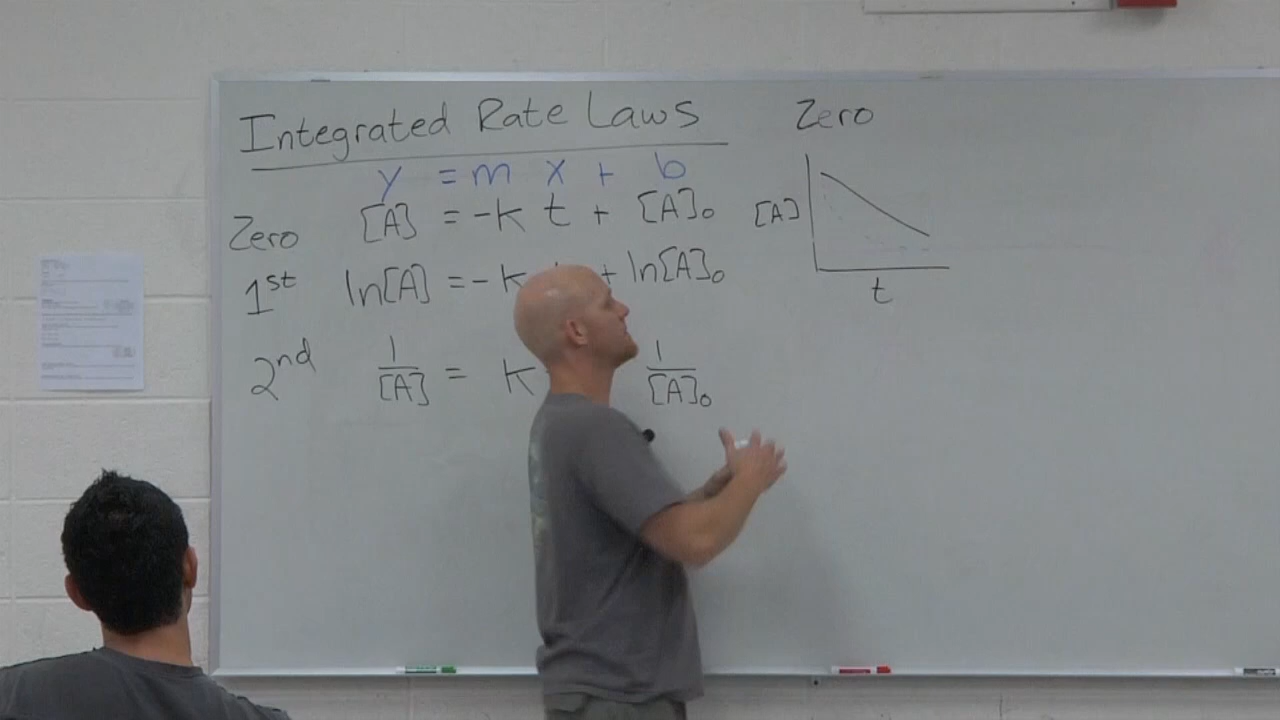 Integrated Rate Laws
y = m x + b
Zero [A] = -k t + [A]₀
1st ln[A] = -k + ln[A]₀
2nd 1/[A] = k 1/[A]₀
Zero
[A]
t